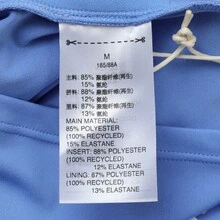 M
165/88A
主料: 85% 聚酯纤维(再生)
15% 氨纶
里料: 88% 聚酯纤维(再生)
12% 氨纶
里料: 87% 聚酯纤维(再生)
13% 氨纶
MAIN MATERIAL:
85% POLYESTER
(100% RECYCLED)
15% ELASTANE
INSERT: 88% POLYESTER
(100% RECYCLED)
12% ELASTANE
LINING: 67% POLYESTER
(100% RECYCLED)
13% ELASTANE